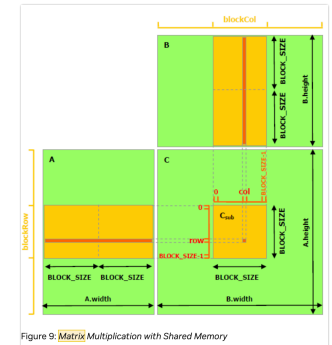 blockCol
B
BLOCK_SIZE
BLOCK_SIZE
B.height
A
C
0
col
BLOCK_SIZE-1
blockRow
0
Csub
row
BLOCK_SIZE-1
BLOCK_SIZE
A.height
BLOCK_SIZE BLOCK_SIZE
BLOCK_SIZE
A.width
B.width
Figure 9: Matrix Multiplication with Shared Memory